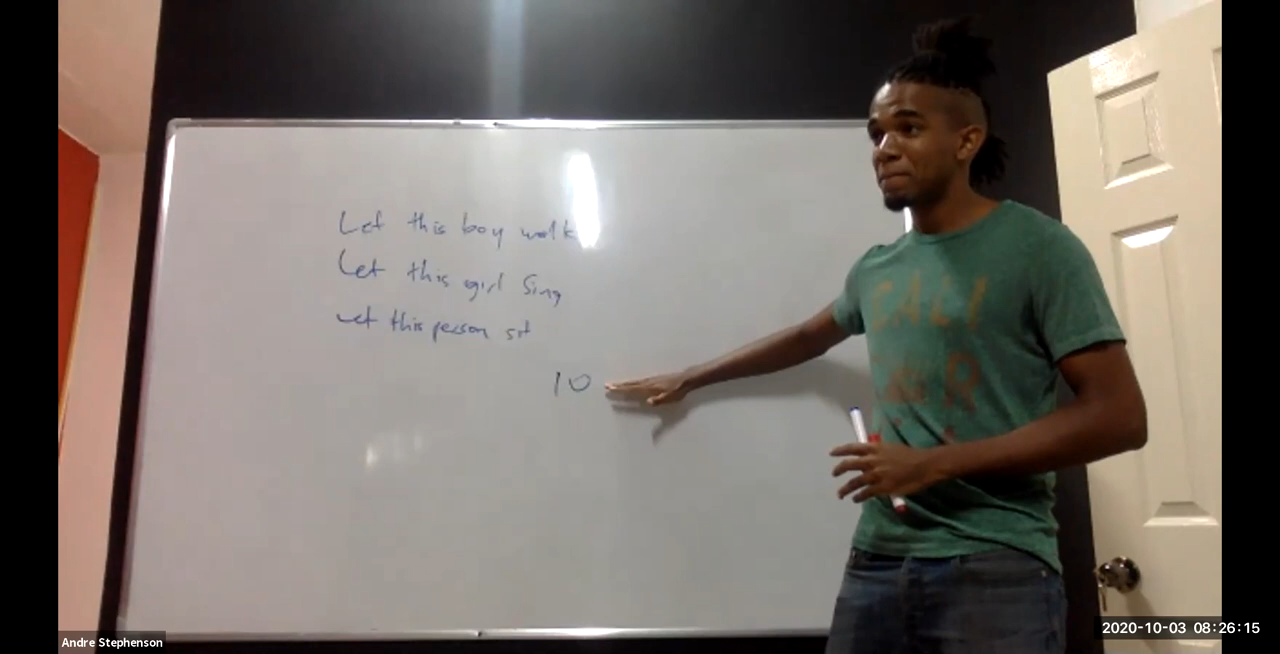 Let this boy walk
Let this girl Sing
Let this person sit
10
CALI
Andre Stephenson
2020-10-03 08:26:15